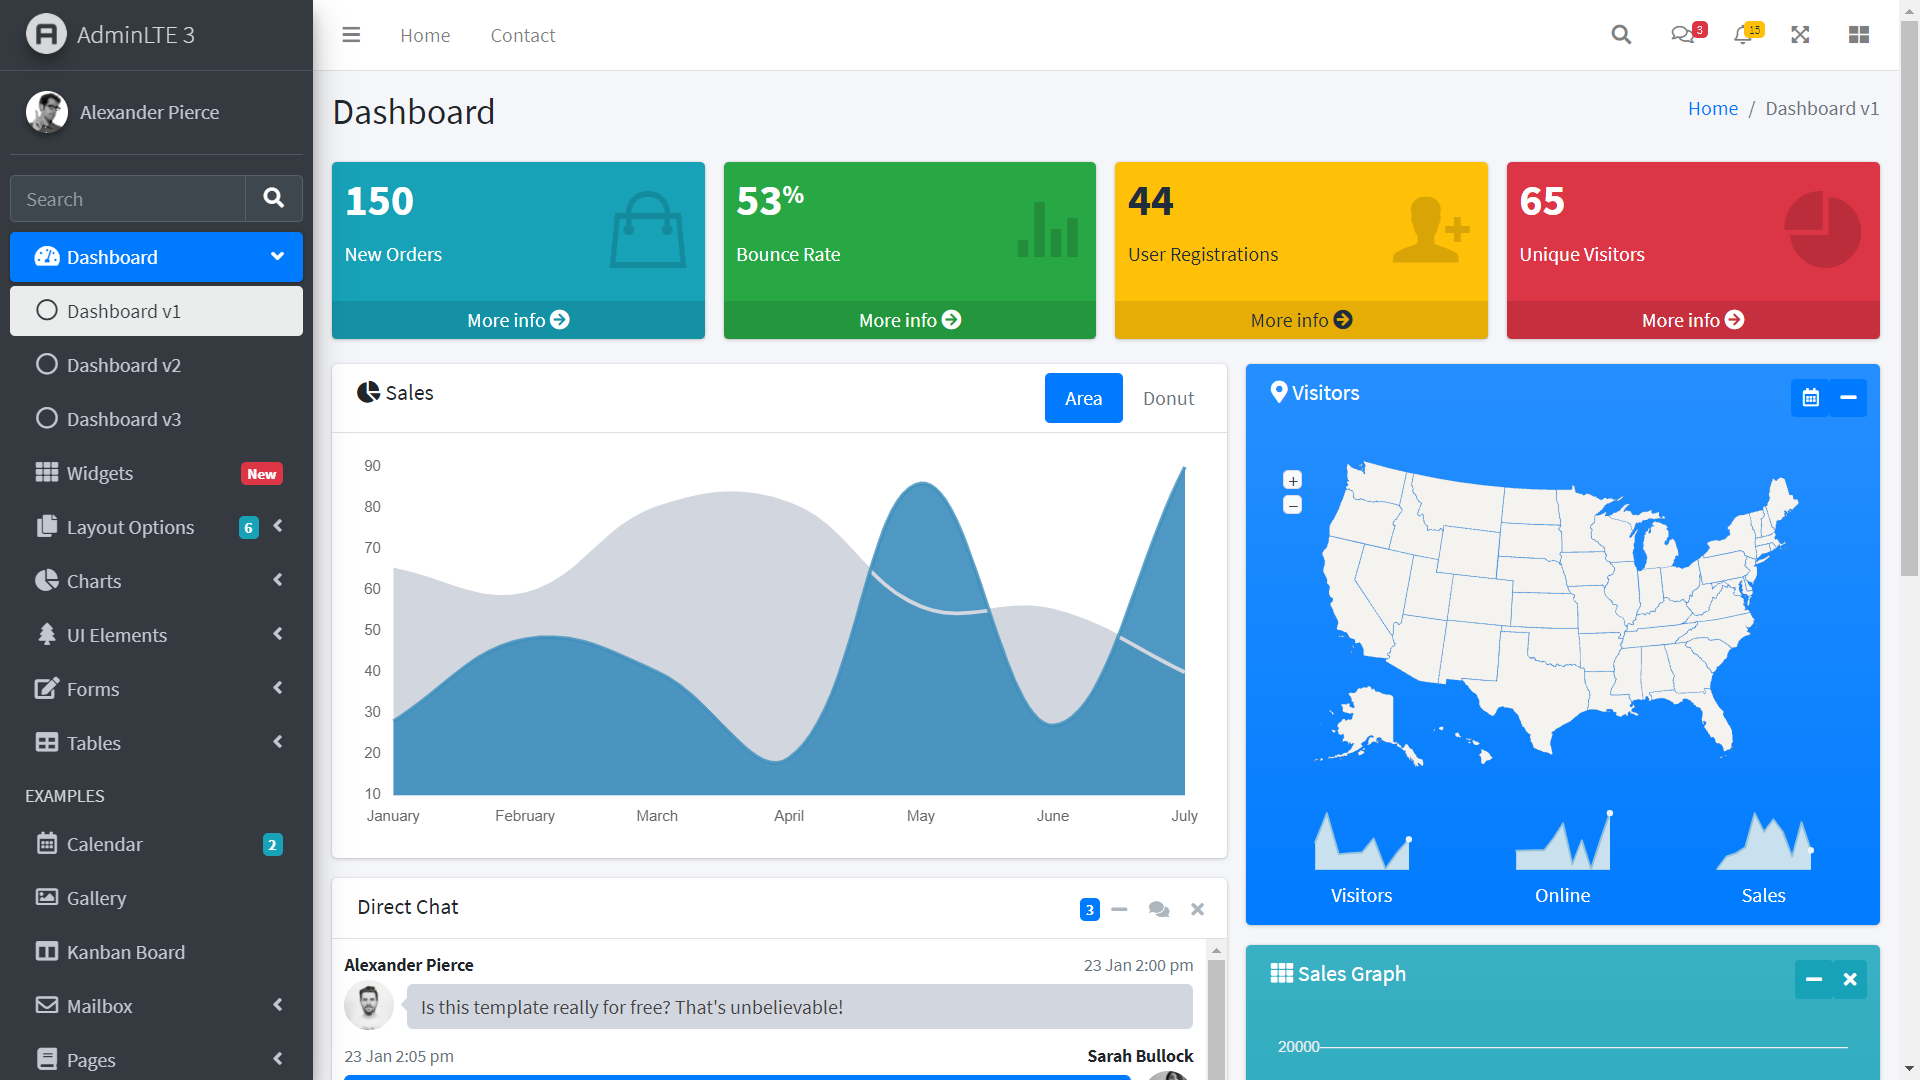 AdminLTE 3
Alexander Pierce
Search
Dashboard
Dashboard v1
Dashboard v2
Dashboard v3
Widgets New
Layout Options 6
Charts
UI Elements
Forms
Tables
EXAMPLES
Calendar 2
Gallery
Kanban Board
Mailbox
Pages
Home Contact
3 15
Dashboard
Home / Dashboard v1
150
New Orders
More info
53%
Bounce Rate
More info
44
User Registrations
More info
65
Unique Visitors
More info
Sales
Area Donut
90
80
70
60
50
40
30
20
10
January February March April May June July
Visitors
+
−
Visitors Online Sales
Direct Chat 3
Alexander Pierce 23 Jan 2:00 pm
Is this template really for free? That's unbelievable!
23 Jan 2:05 pm Sarah Bullock
Sales Graph
20000